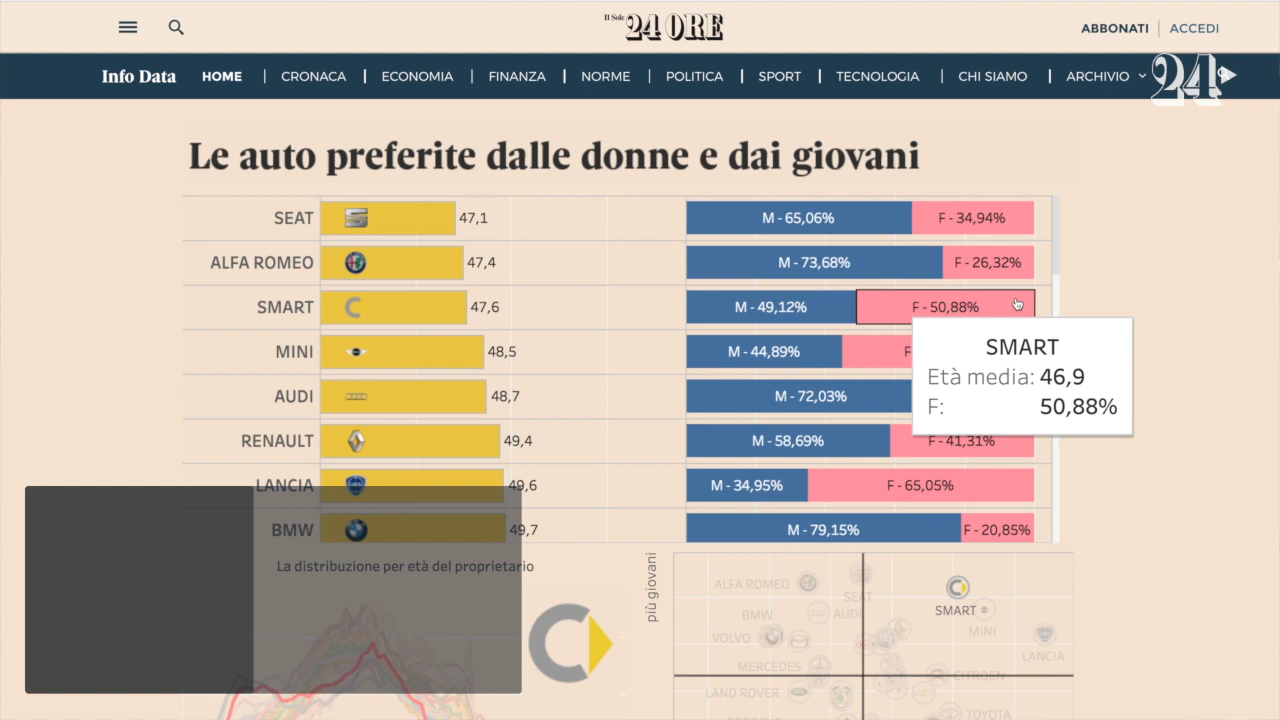 Il Sole
24 ORE
ABBONATI | ACCEDI
Info Data HOME | CRONACA | ECONOMIA | FINANZA | NORME | POLITICA | SPORT | TECNOLOGIA | CHI SIAMO | ARCHIVIO
24
Le auto preferite dalle donne e dai giovani
SEAT 47,1 M - 65,06% F - 34,94%
ALFA ROMEO 47,4 M - 73,68% F - 26,32%
SMART 47,6 M - 49,12% F - 50,88%
MINI 48,5 M - 44,89% F
AUDI 48,7 M - 72,03%
SMART
Età media: 46,9
F: 50,88%
RENAULT 49,4 M - 58,69% F - 41,31%
LANCIA 49,6 M - 34,95% F - 65,05%
BMW 49,7 M - 79,15% F - 20,85%
La distribuzione per età del proprietario
più giovani
ALFA ROMEO
SEAT
SMART
BMW
AUDI
MINI
VOLVO
LANCIA
MERCEDES
CITROEN
LAND ROVER
TOYOTA